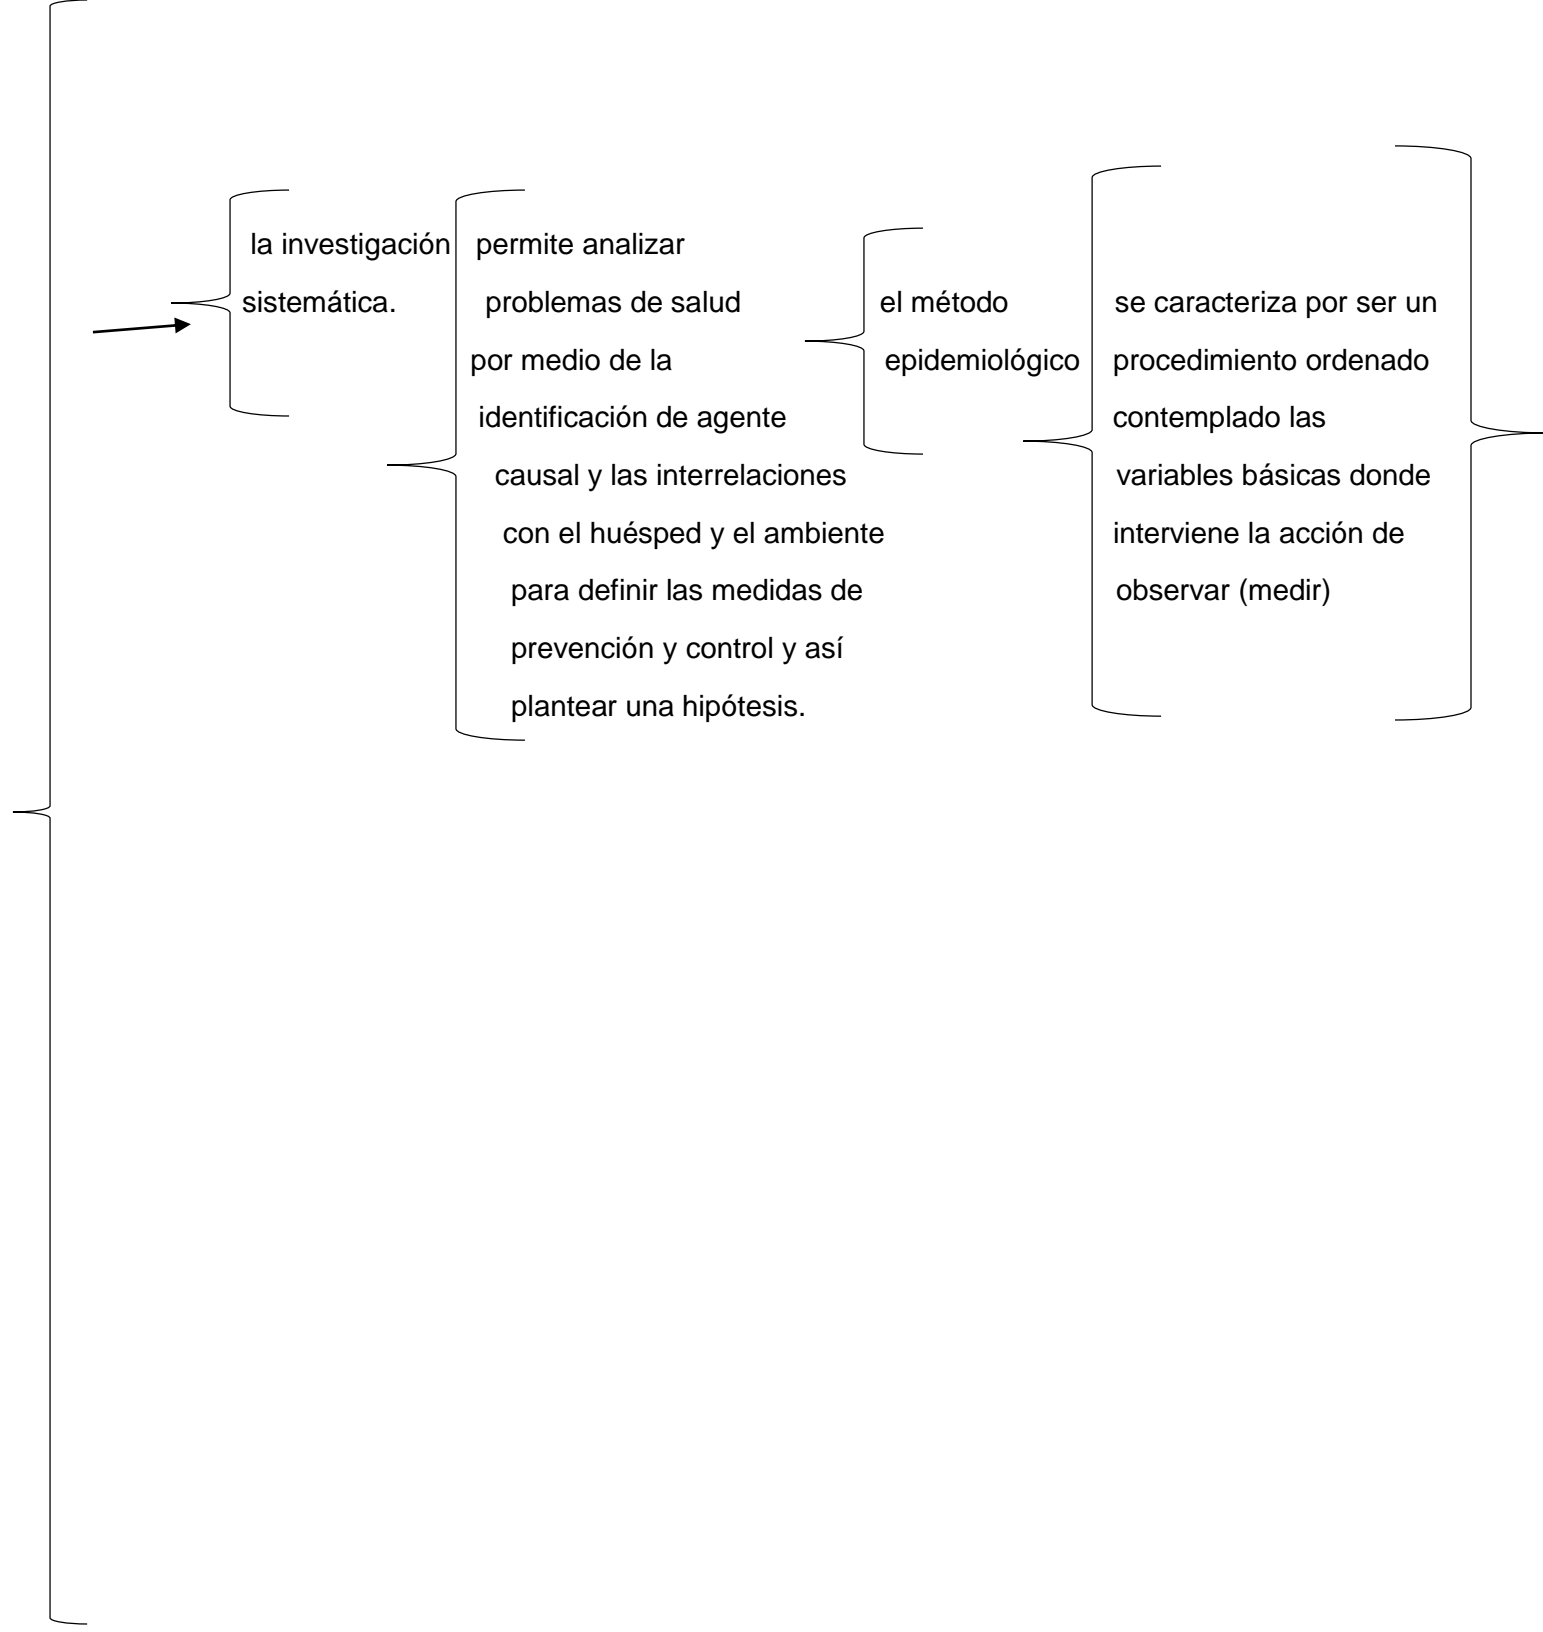 la investigación
sistemática.
permite analizar
problemas de salud
por medio de la
identificación de agente
causal y las interrelaciones
con el huésped y el ambiente
para definir las medidas de
prevención y control y así
plantear una hipótesis.
el método
epidemiológico
se caracteriza por ser un
procedimiento ordenado
contemplado las
variables básicas donde
interviene la acción de
observar (medir)